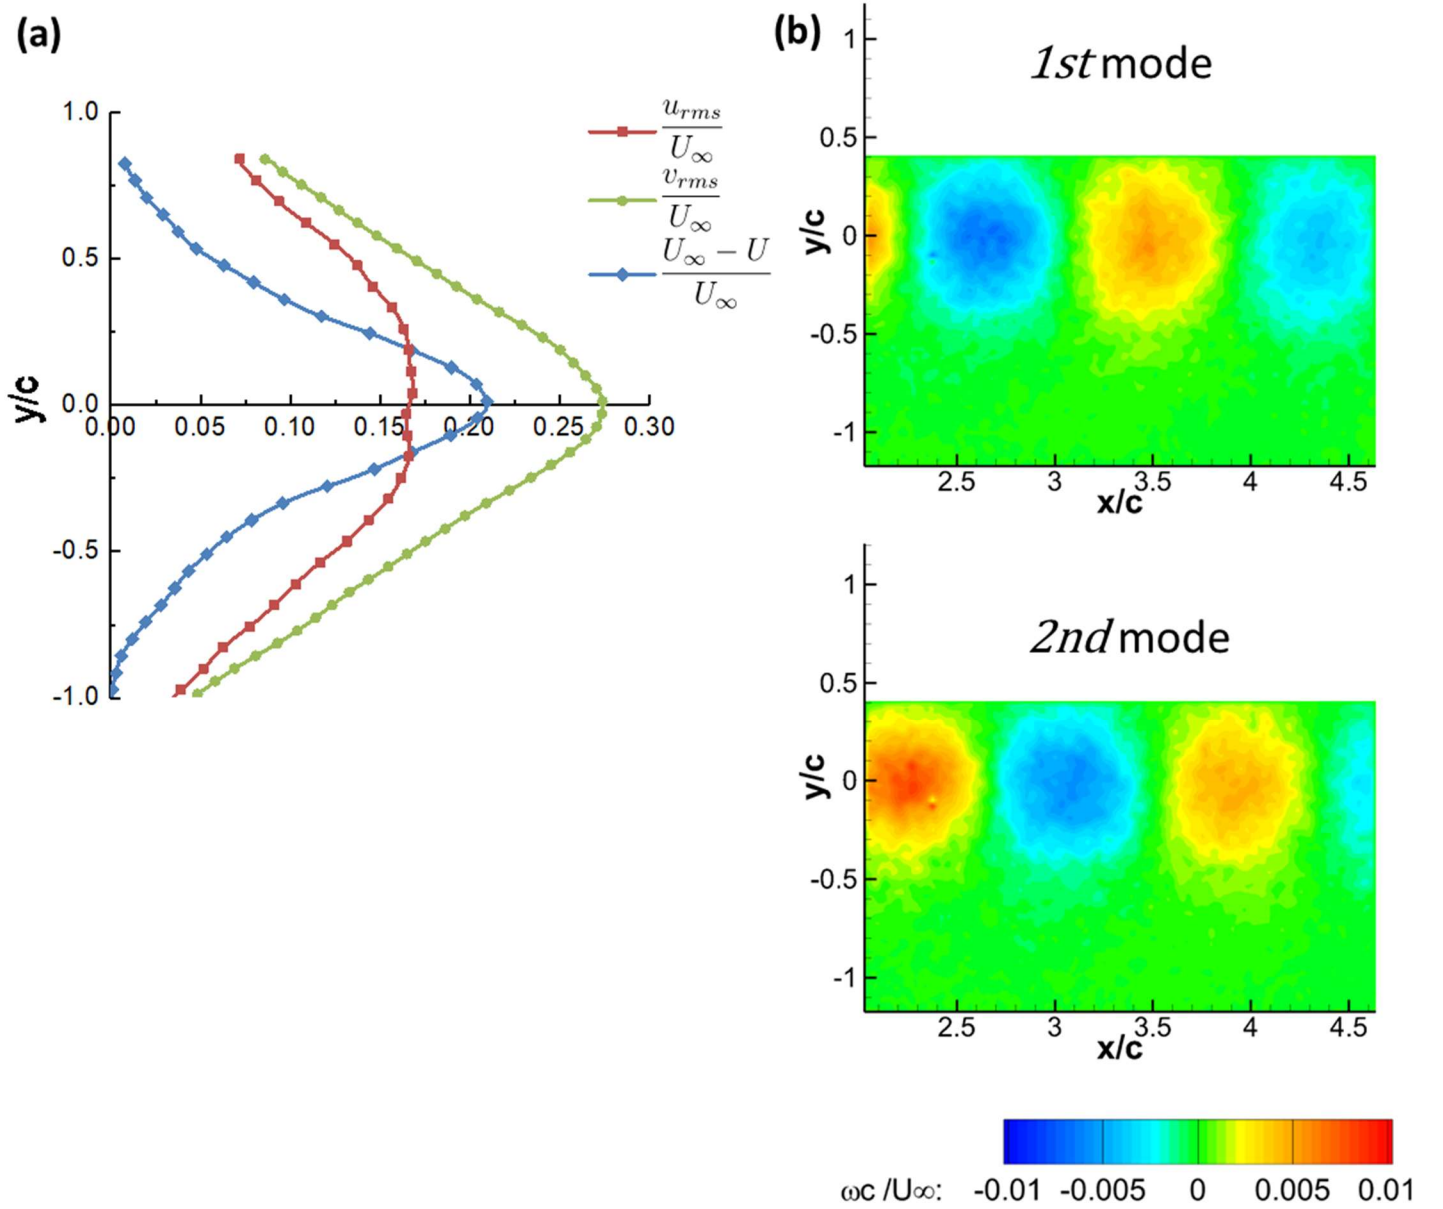 (a)
1.0
0.5
0.0
-0.5
-1.0
y/c
0.00 0.05 0.10 0.15 0.20 0.25 0.30
u_rms
U∞
v_rms
U∞
U∞ − U
U∞
(b)
1st mode
1
0.5
0
-0.5
-1
y/c
2.5 3 3.5 4 4.5
x/c
2nd mode
1
0.5
0
-0.5
-1
y/c
2.5 3 3.5 4 4.5
x/c
ωc /U∞: -0.01 -0.005 0 0.005 0.01